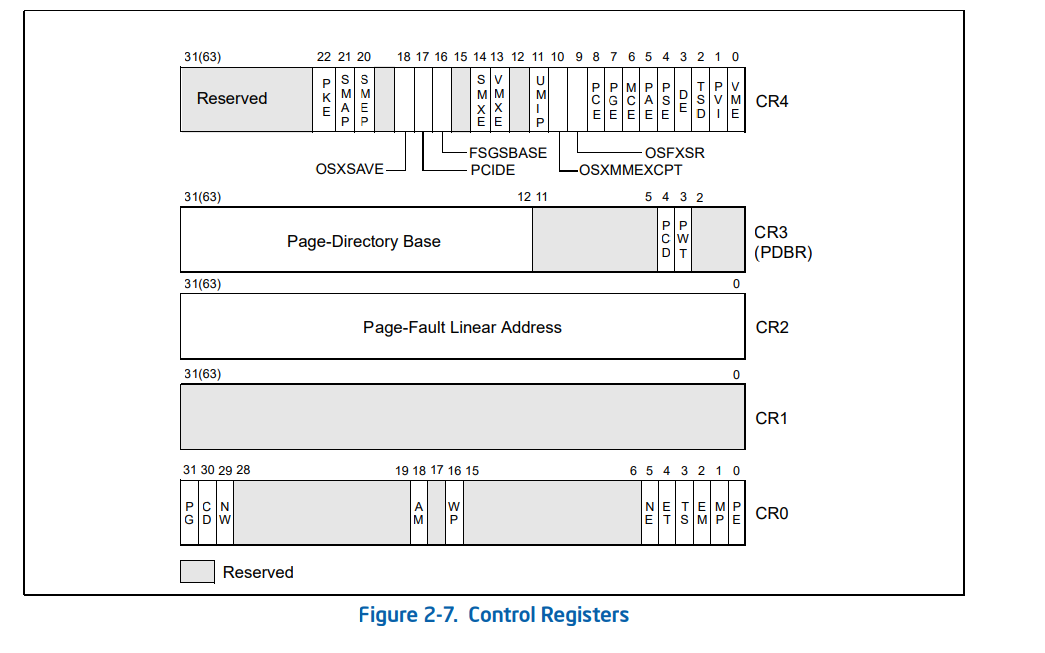 31(63) 22 21 20 18 17 16 15 14 13 12 11 10 9 8 7 6 5 4 3 2 1 0
Reserved PKE SMAP SMEP SMXE VMXE UMIP PCE PGE MCE PAE PSE DE TSD PVI VME CR4
FSGSBASE OSFXSR
OSXSAVE PCIDE OSXMMEXCPT
31(63) 12 11 5 4 3 2
Page-Directory Base PCD PWT CR3
(PDBR)
31(63) 0
Page-Fault Linear Address CR2
31(63) 0
CR1
31 30 29 28 19 18 17 16 15 6 5 4 3 2 1 0
PG CD NW AM WP NE ET TS EM MP PE CR0
Reserved
Figure 2-7. Control Registers